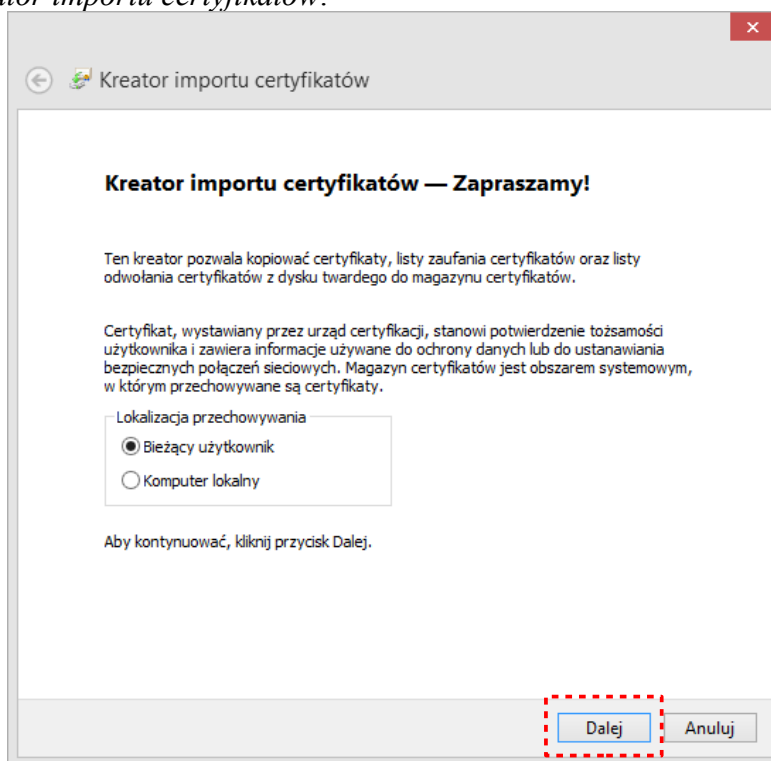 importu certyfikatów.
Kreator importu certyfikatów
Kreator importu certyfikatów — Zapraszamy!
Ten kreator pozwala kopiować certyfikaty, listy zaufania certyfikatów oraz listy
odwołania certyfikatów z dysku twardego do magazynu certyfikatów.
Certyfikat, wystawiany przez urząd certyfikacji, stanowi potwierdzenie tożsamości
użytkownika i zawiera informacje używane do ochrony danych lub do ustanawiania
bezpiecznych połączeń sieciowych. Magazyn certyfikatów jest obszarem systemowym,
w którym przechowywane są certyfikaty.
Lokalizacja przechowywania
Bieżący użytkownik
Komputer lokalny
Aby kontynuować, kliknij przycisk Dalej.
Dalej Anuluj